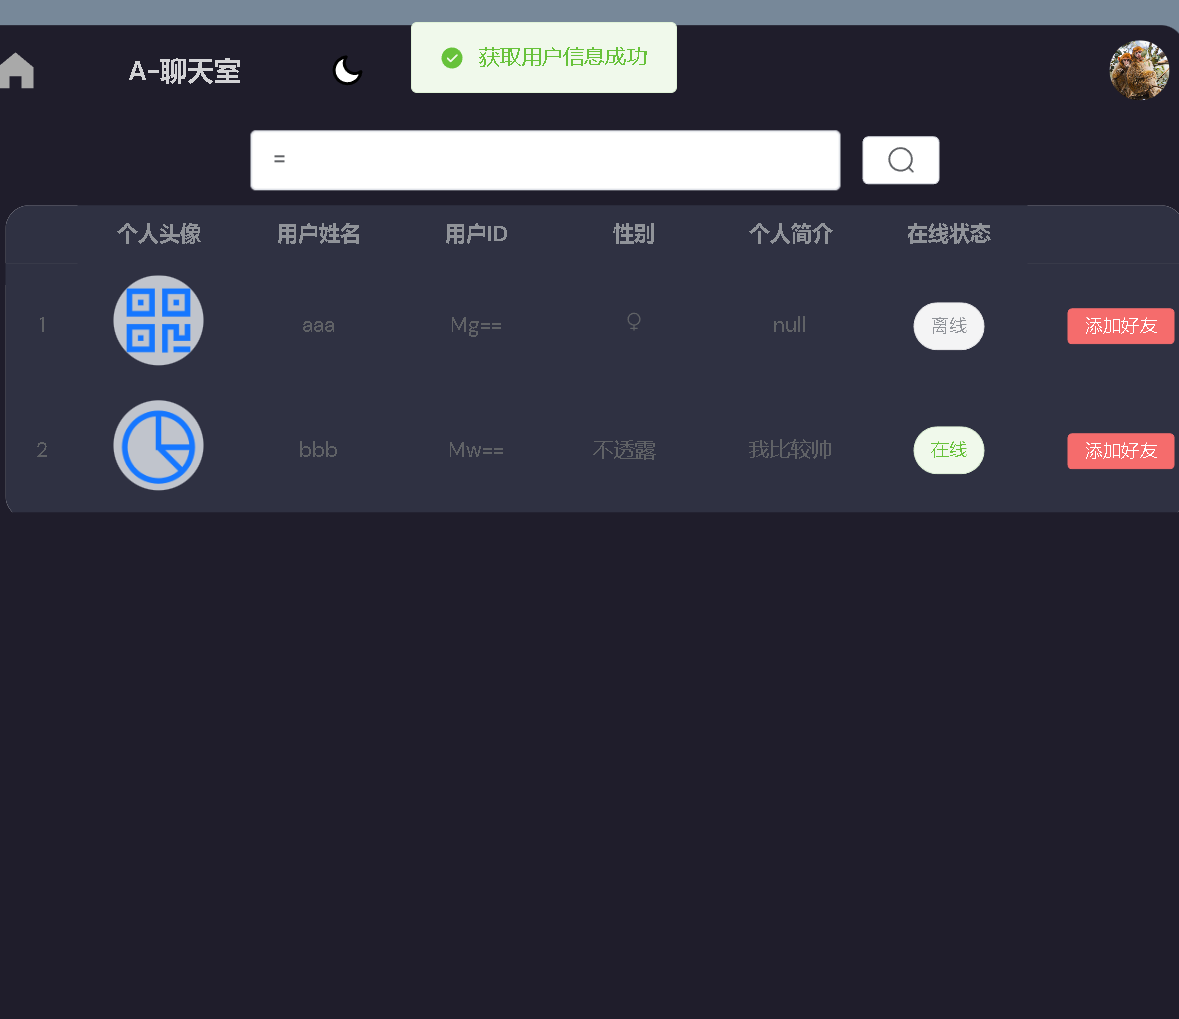 获取用户信息成功
A-聊天室
=
个人头像 用户姓名 用户ID 性别 个人简介 在线状态
1 aaa Mg== ♀ null 离线 添加好友
2 bbb Mw== 不透露 我比较帅 在线 添加好友